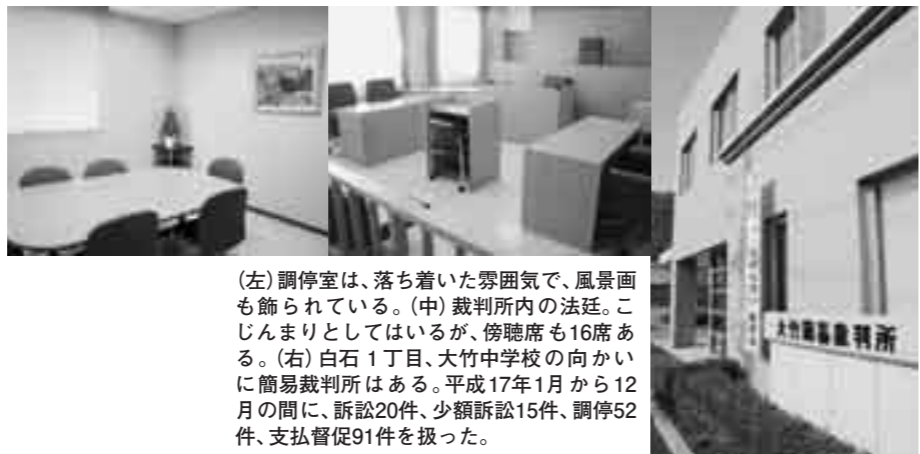 (左)調停室は、落ち着いた雰囲気で、風景画
も飾られている。(中)裁判所内の法廷。こ
じんまりとしてはいるが、傍聴席も16席あ
る。(右)白石1丁目、大竹中学校の向かい
に簡易裁判所はある。平成17年1月から12
月の間に、訴訟20件、少額訴訟15件、調停52
件、支払督促91件を扱った。
大竹簡易裁判所